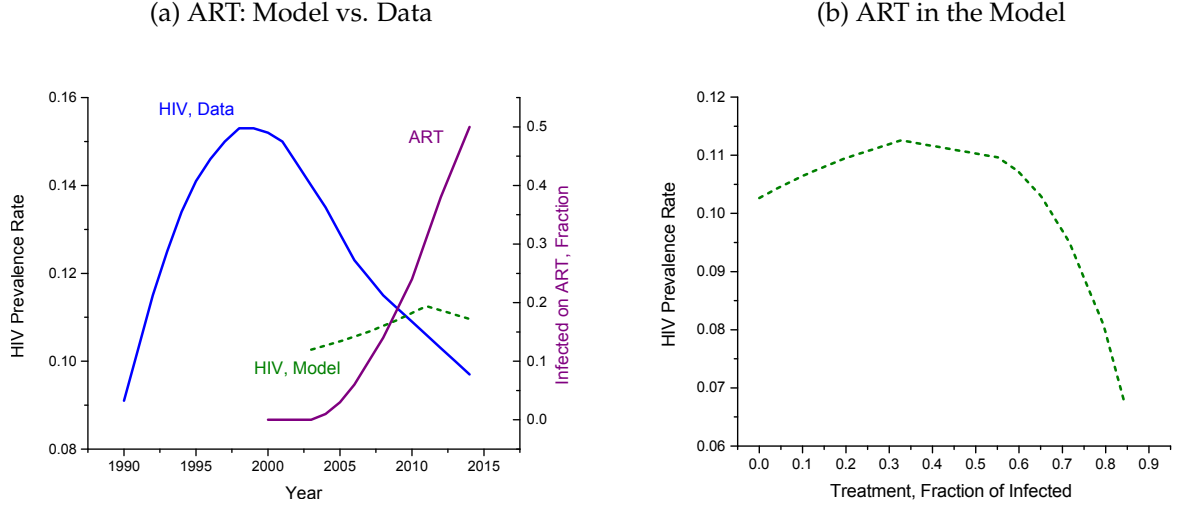 (a) ART: Model vs. Data
0.16
0.14
0.12
0.10
0.08
HIV Prevalence Rate
HIV, Data
ART
HIV, Model
0.5
0.4
0.3
0.2
0.1
0.0
Infected on ART, Fraction
1990 1995 2000 2005 2010 2015
Year
(b) ART in the Model
0.12
0.11
0.10
0.09
0.08
0.07
0.06
HIV Prevalence Rate
0.0 0.1 0.2 0.3 0.4 0.5 0.6 0.7 0.8 0.9
Treatment, Fraction of Infected